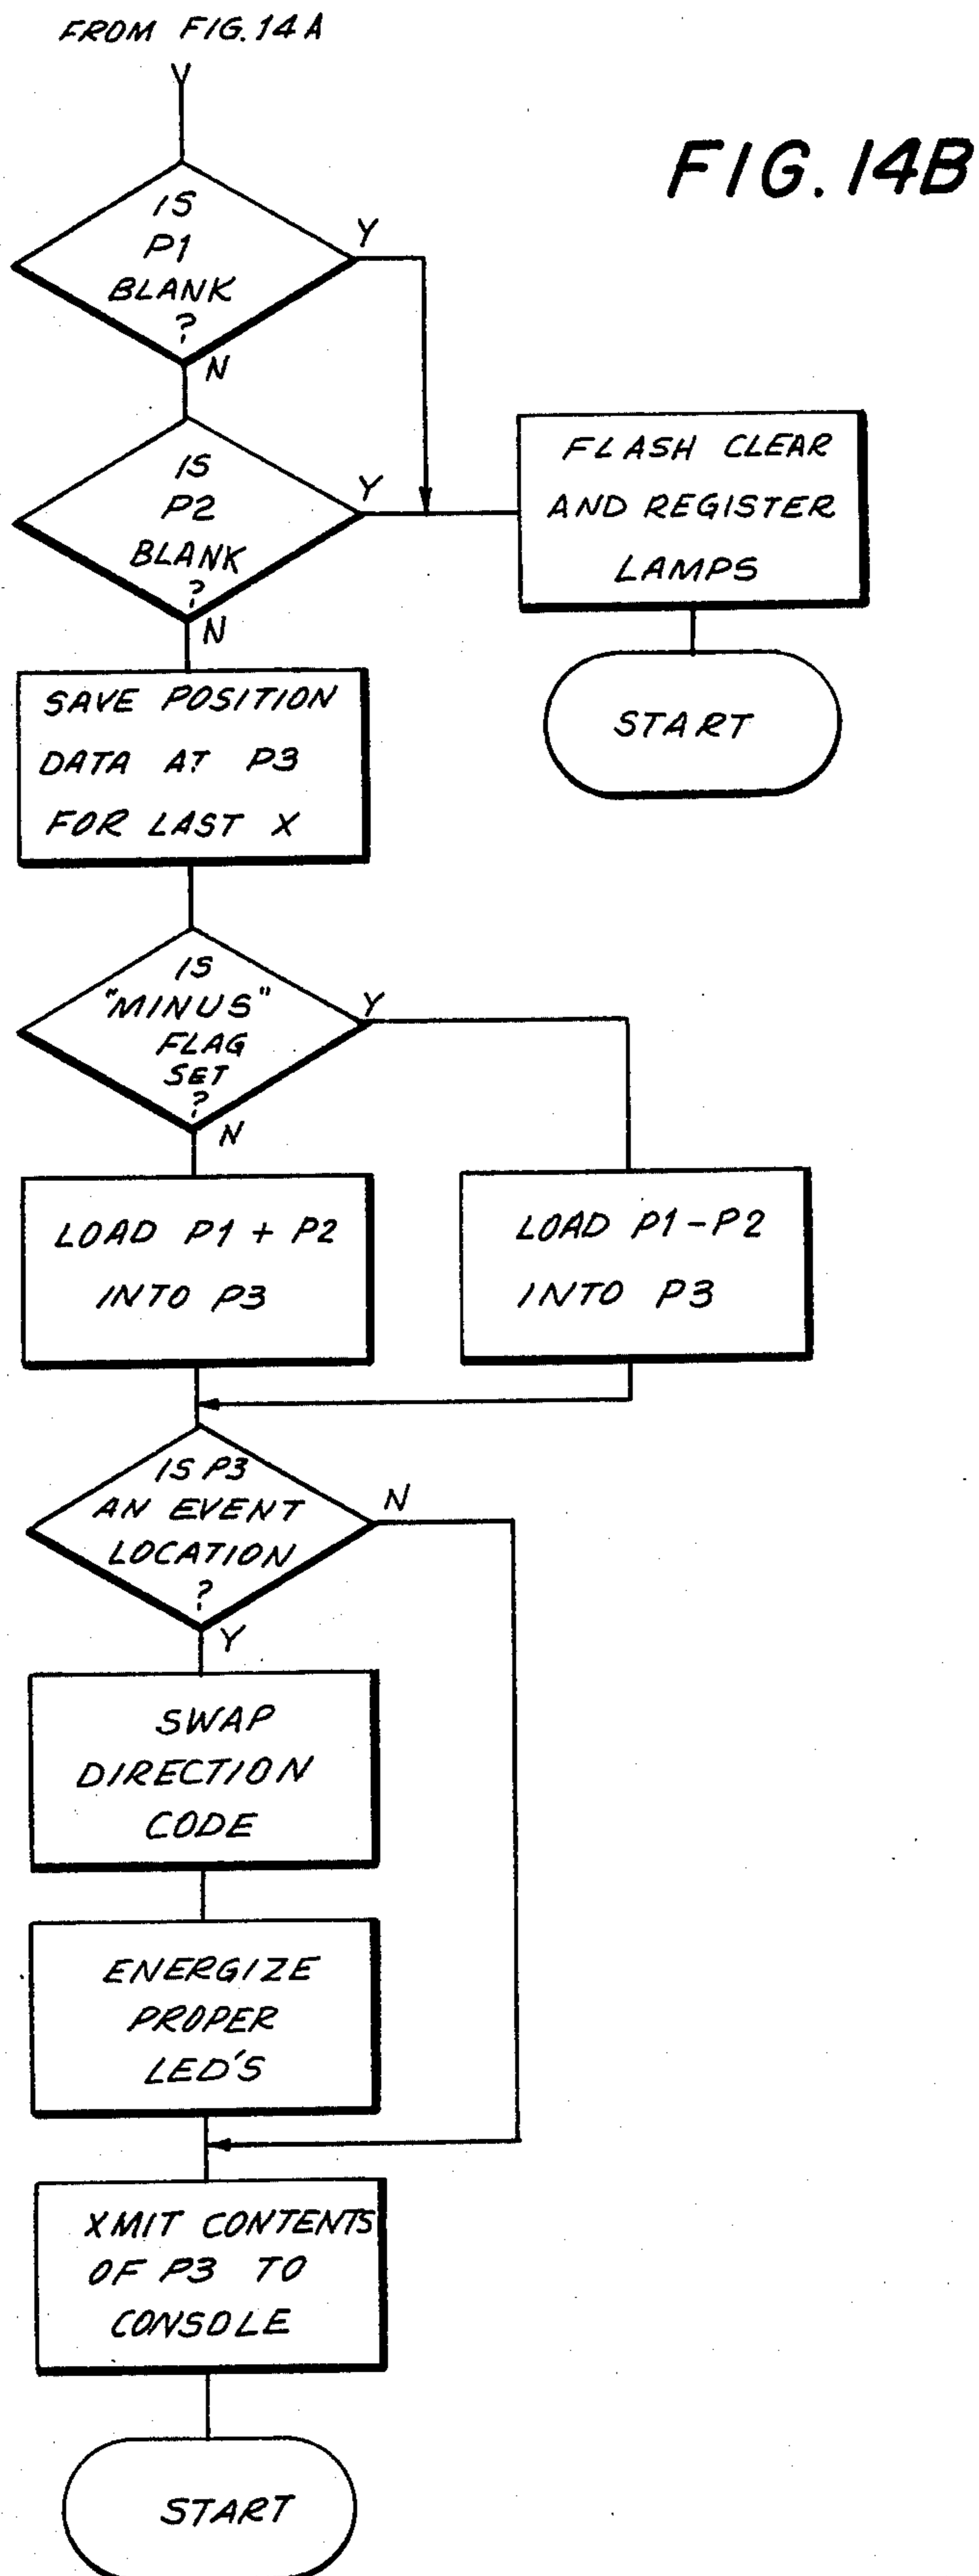 FROM FIG. 14A
FIG. 14B
IS
P1
BLANK
?
Y
N
IS
P2
BLANK
?
Y
N
FLASH CLEAR
AND REGISTER
LAMPS
START
SAVE POSITION
DATA AT P3
FOR LAST X
IS
"MINUS"
FLAG
SET
?
Y
N
LOAD P1 + P2
INTO P3
LOAD P1-P2
INTO P3
IS P3
AN EVENT
LOCATION
?
N
Y
SWAP
DIRECTION
CODE
ENERGIZE
PROPER
LED'S
XMIT CONTENTS
OF P3 TO
CONSOLE
START